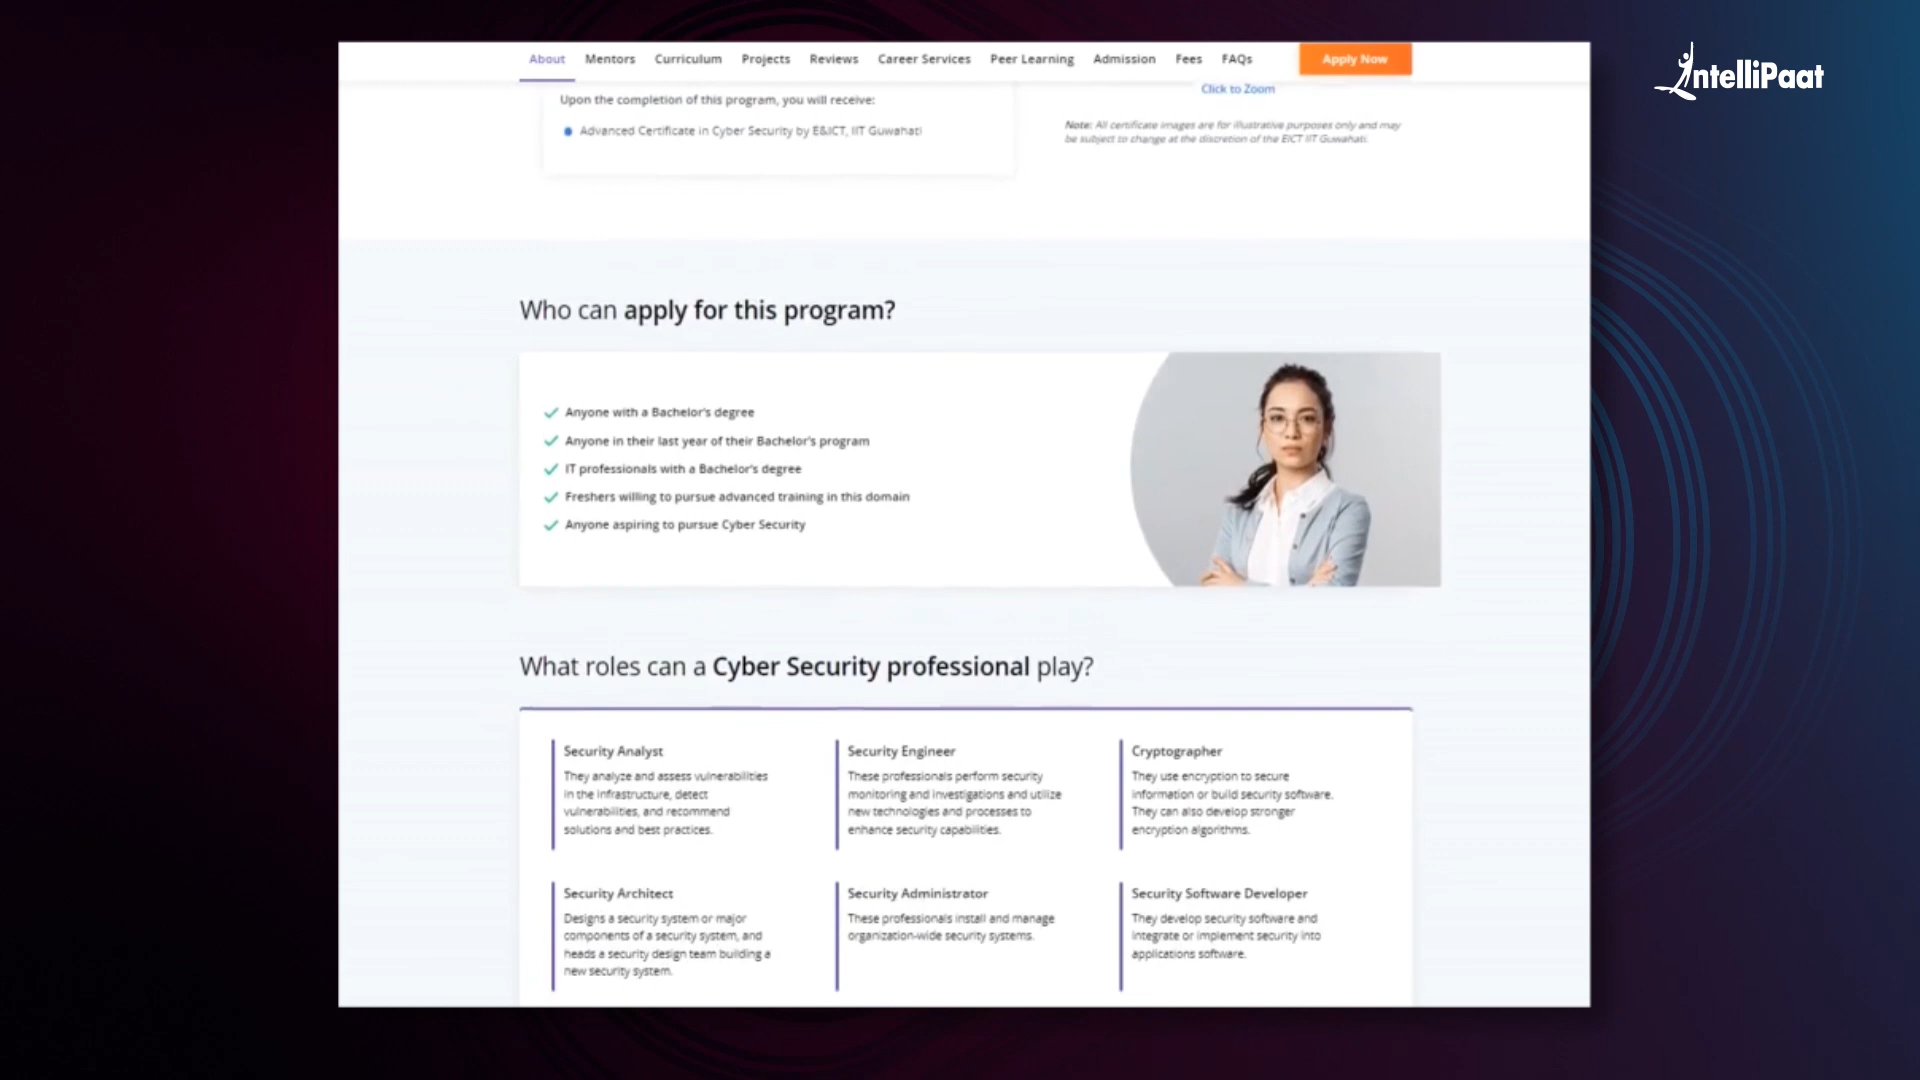 About Mentors Curriculum Projects Reviews Career Services Peer Learning Admission Fees FAQs Apply Now
IntelliPaat
Upon the completion of this program, you will receive:
Advanced Certificate in Cyber Security by E&ICT, IIT Guwahati
Click to Zoom
Note: All certificate images are for illustrative purposes only and may
be subject to change at the discretion of the EICT IIT Guwahati.
Who can apply for this program?
Anyone with a Bachelor's degree
Anyone in their last year of their Bachelor's program
IT professionals with a Bachelor's degree
Freshers willing to pursue advanced training in this domain
Anyone aspiring to pursue Cyber Security
What roles can a Cyber Security professional play?
Security Analyst
They analyze and assess vulnerabilities
in the infrastructure, detect
vulnerabilities, and recommend
solutions and best practices.
Security Engineer
These professionals perform security
monitoring and investigations and utilize
new technologies and processes to
enhance security capabilities.
Cryptographer
They use encryption to secure
information or build security software.
They can also develop stronger
encryption algorithms.
Security Architect
Designs a security system or major
components of a security system, and
heads a security design team building a
new security system.
Security Administrator
These professionals install and manage
organization-wide security systems.
Security Software Developer
They develop security software and
integrate or implement security into
applications software.